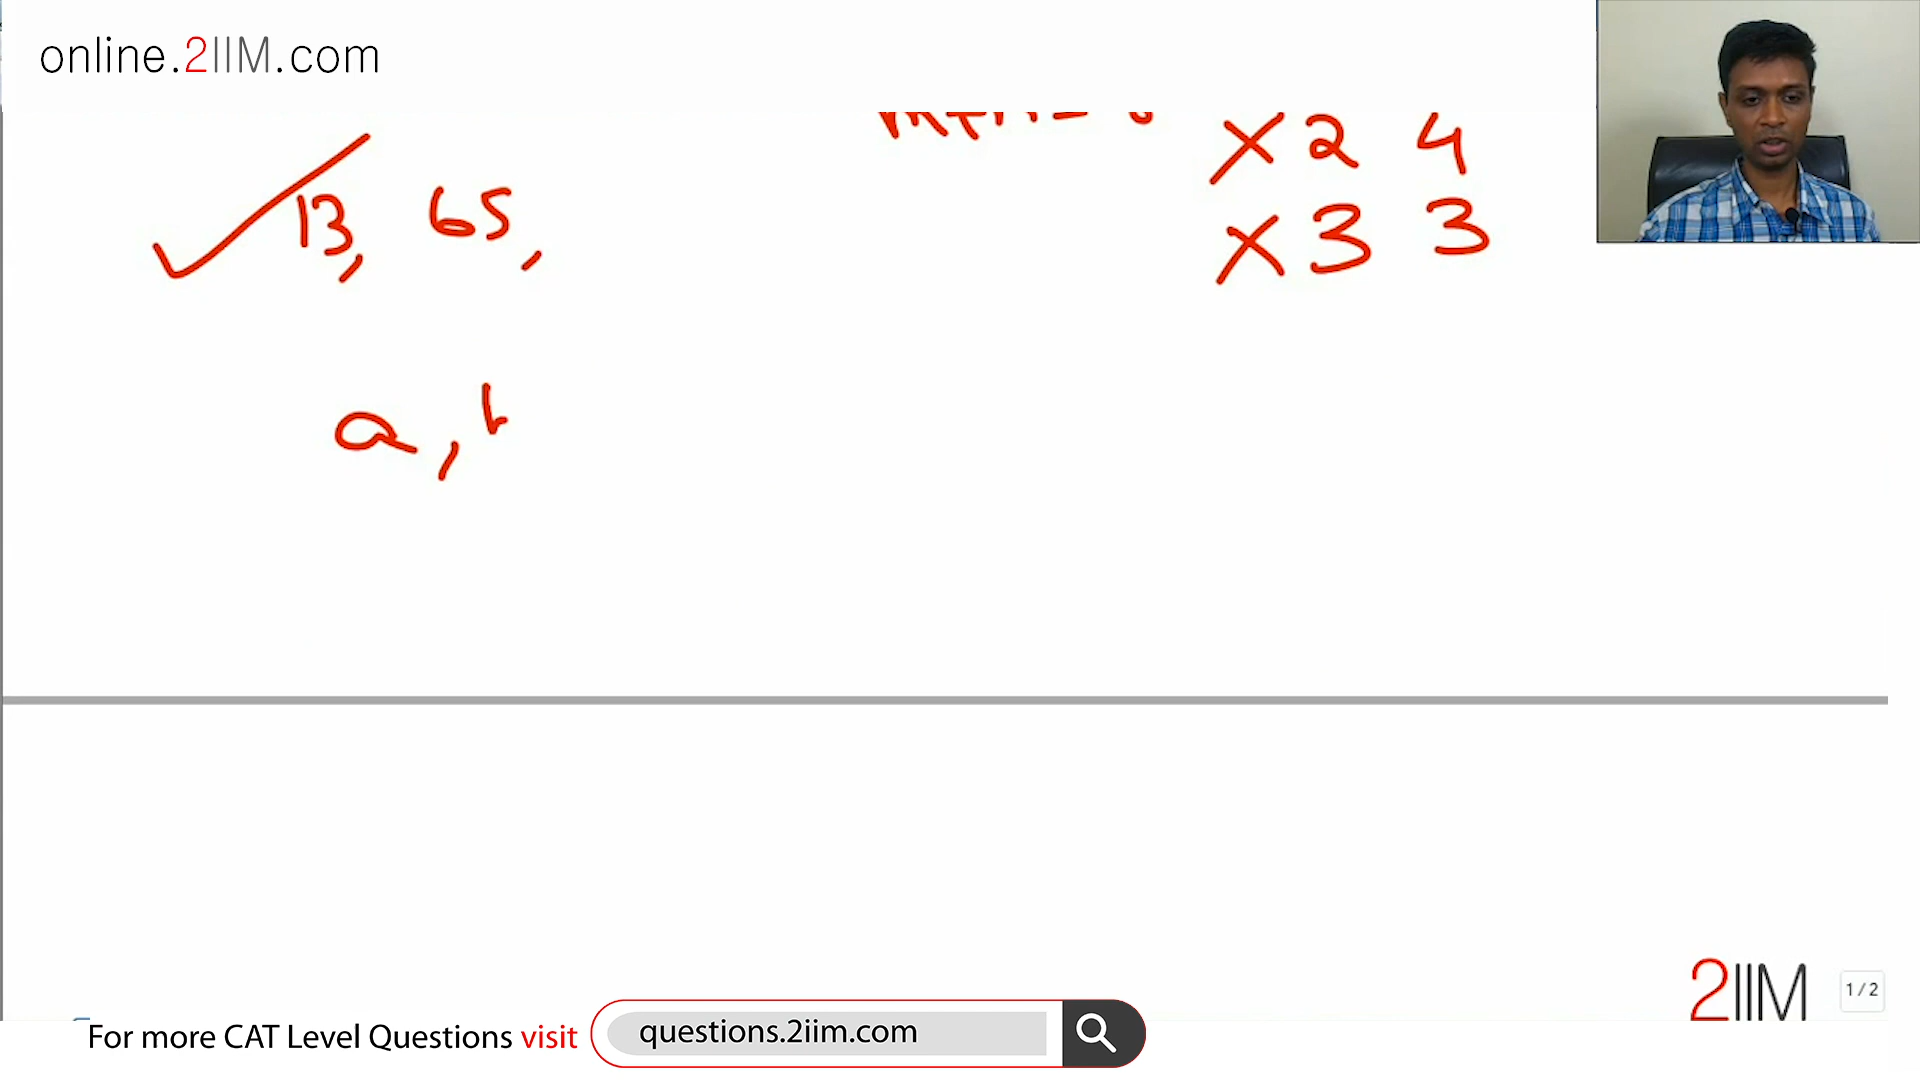 online.2IIM.com
X 2 4
13, 65,
X 3 3
a, b
2IIM
1 / 2
For more CAT Level Questions visit
questions.2iim.com